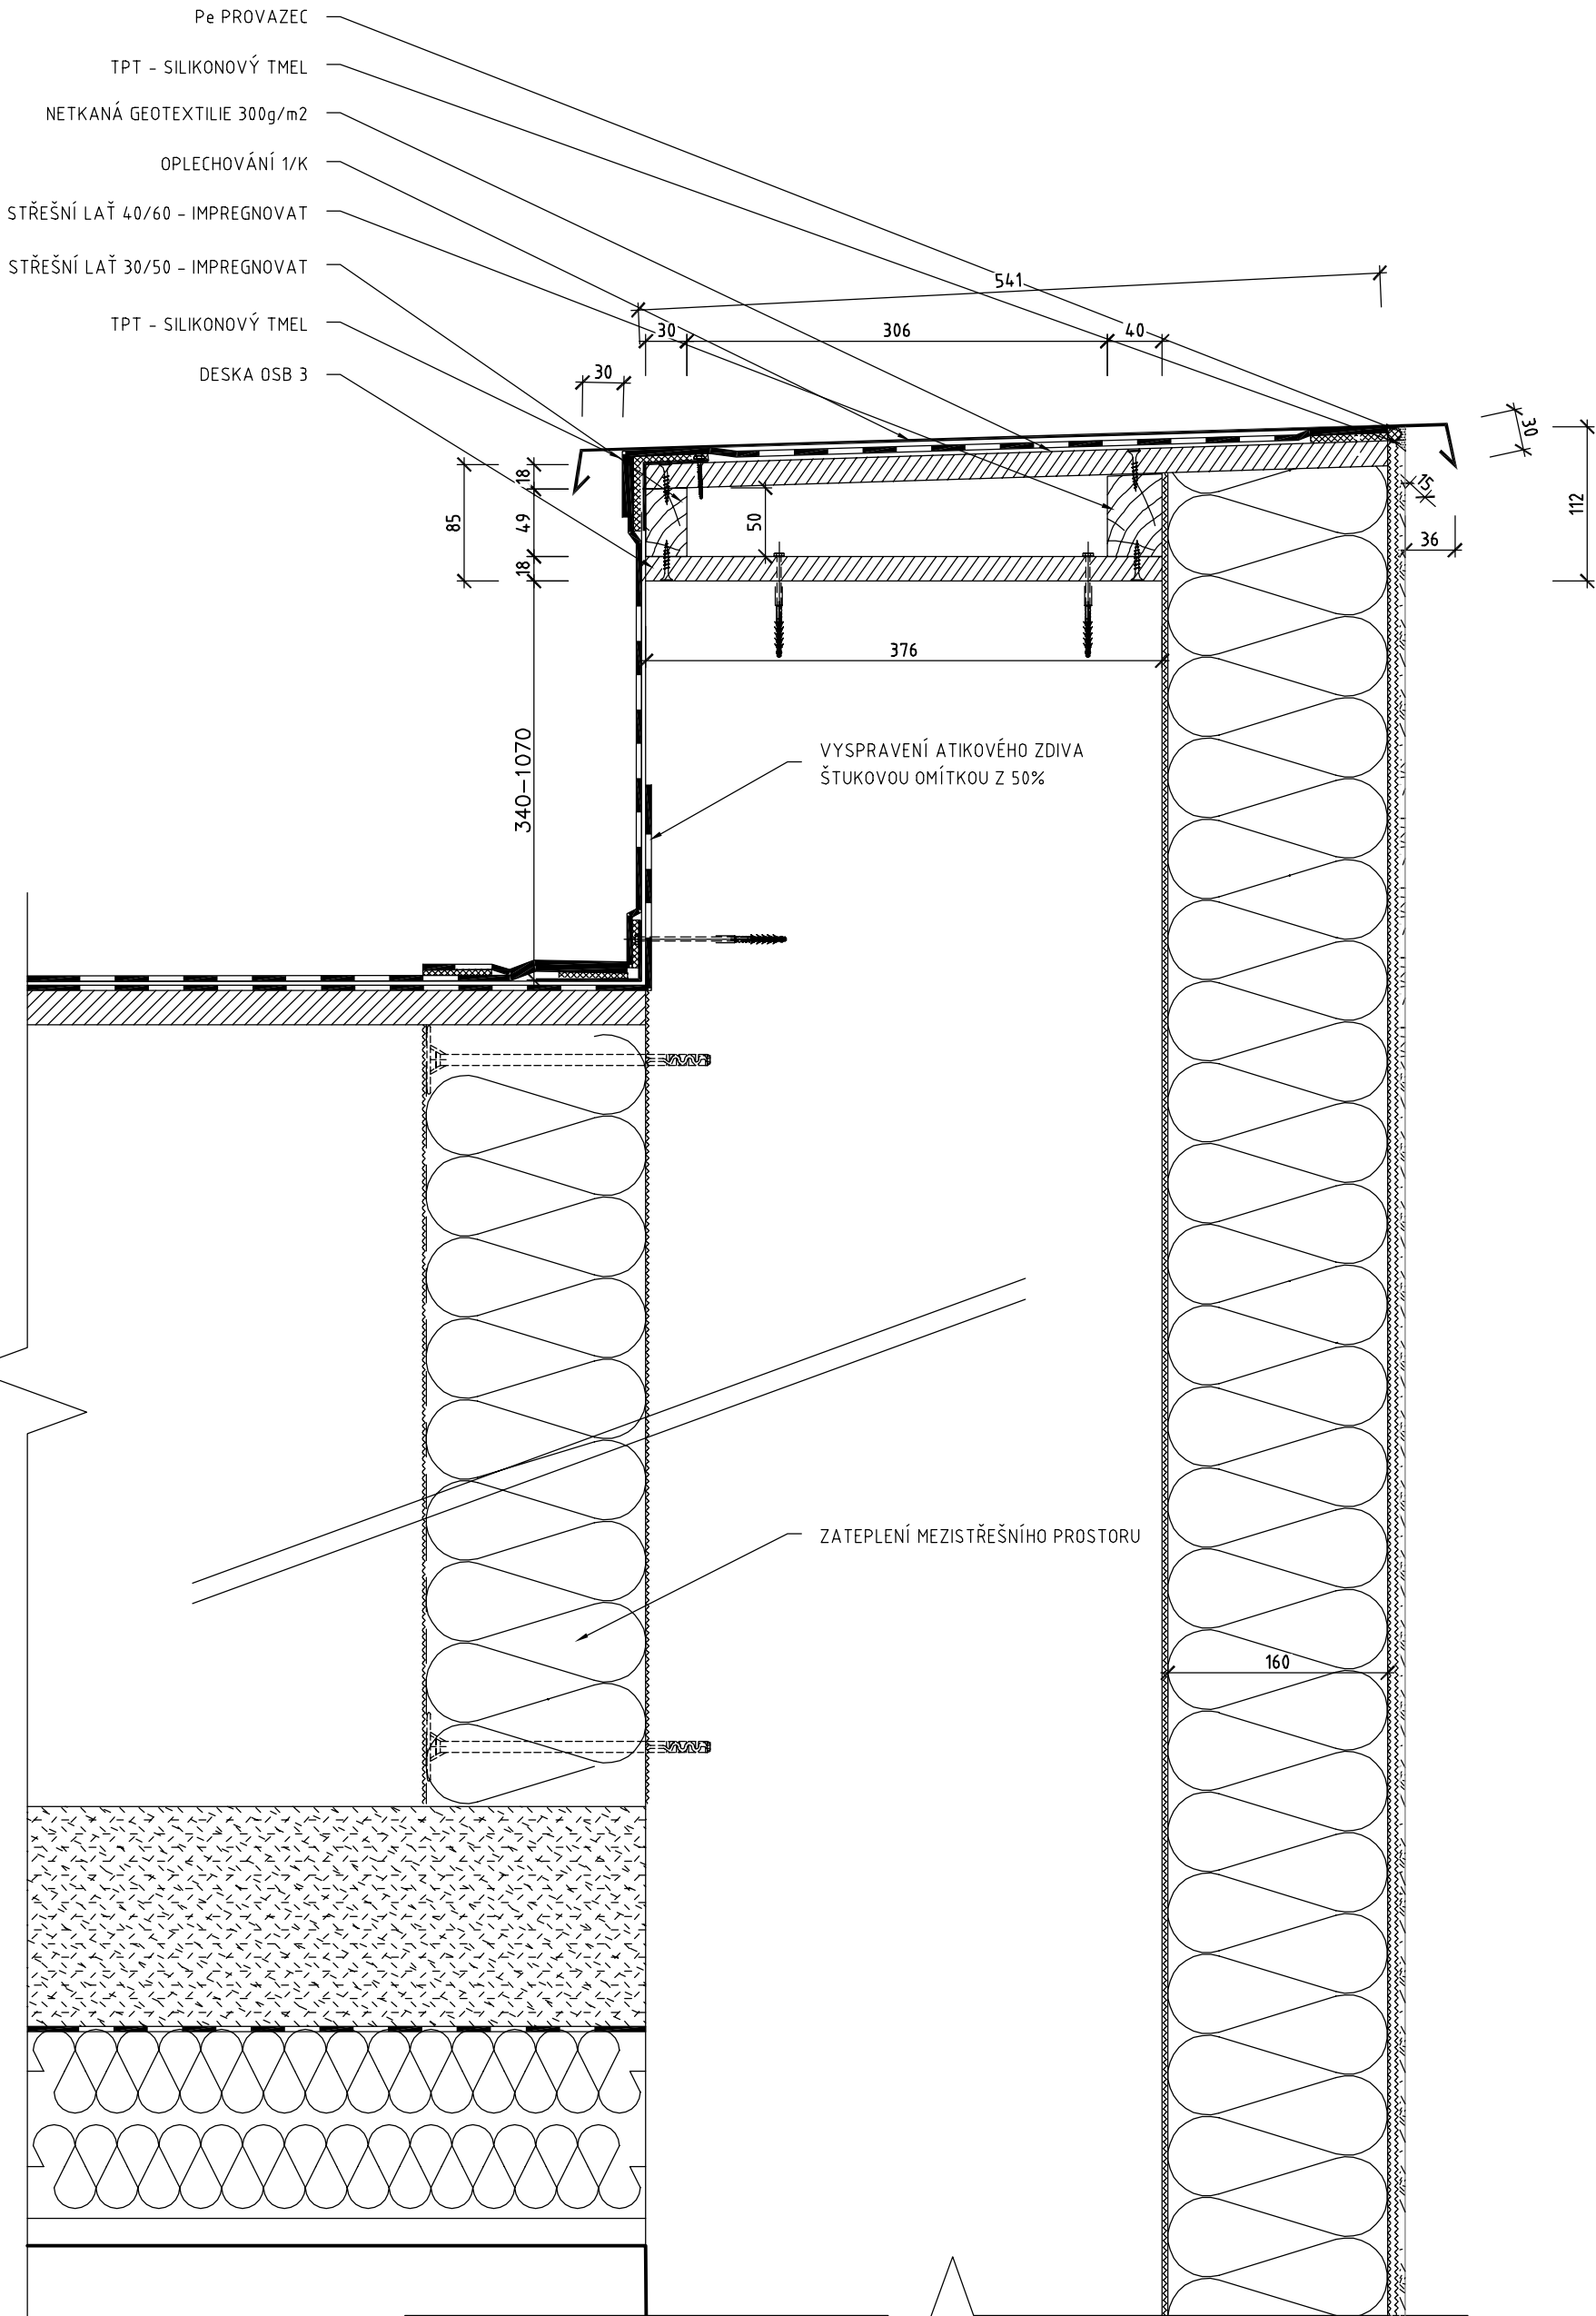 Pe PROVAZEC
TPT - SILIKONOVÝ TMEL
NETKANÁ GEOTEXTILIE 300g/m2
OPLECHOVÁNÍ 1/K
STŘEŠNÍ LAŤ 40/60 - IMPREGNOVAT
STŘEŠNÍ LAŤ 30/50 - IMPREGNOVAT
TPT - SILIKONOVÝ TMEL
DESKA OSB 3
541
30
306
40
30
30
15
112
36
18
85
49
50
18
376
340-1070
VYSPRAVENÍ ATIKOVÉHO ZDIVA
ŠTUKOVOU OMÍTKOU Z 50%
ZATEPLENÍ MEZISTŘEŠNÍHO PROSTORU
160